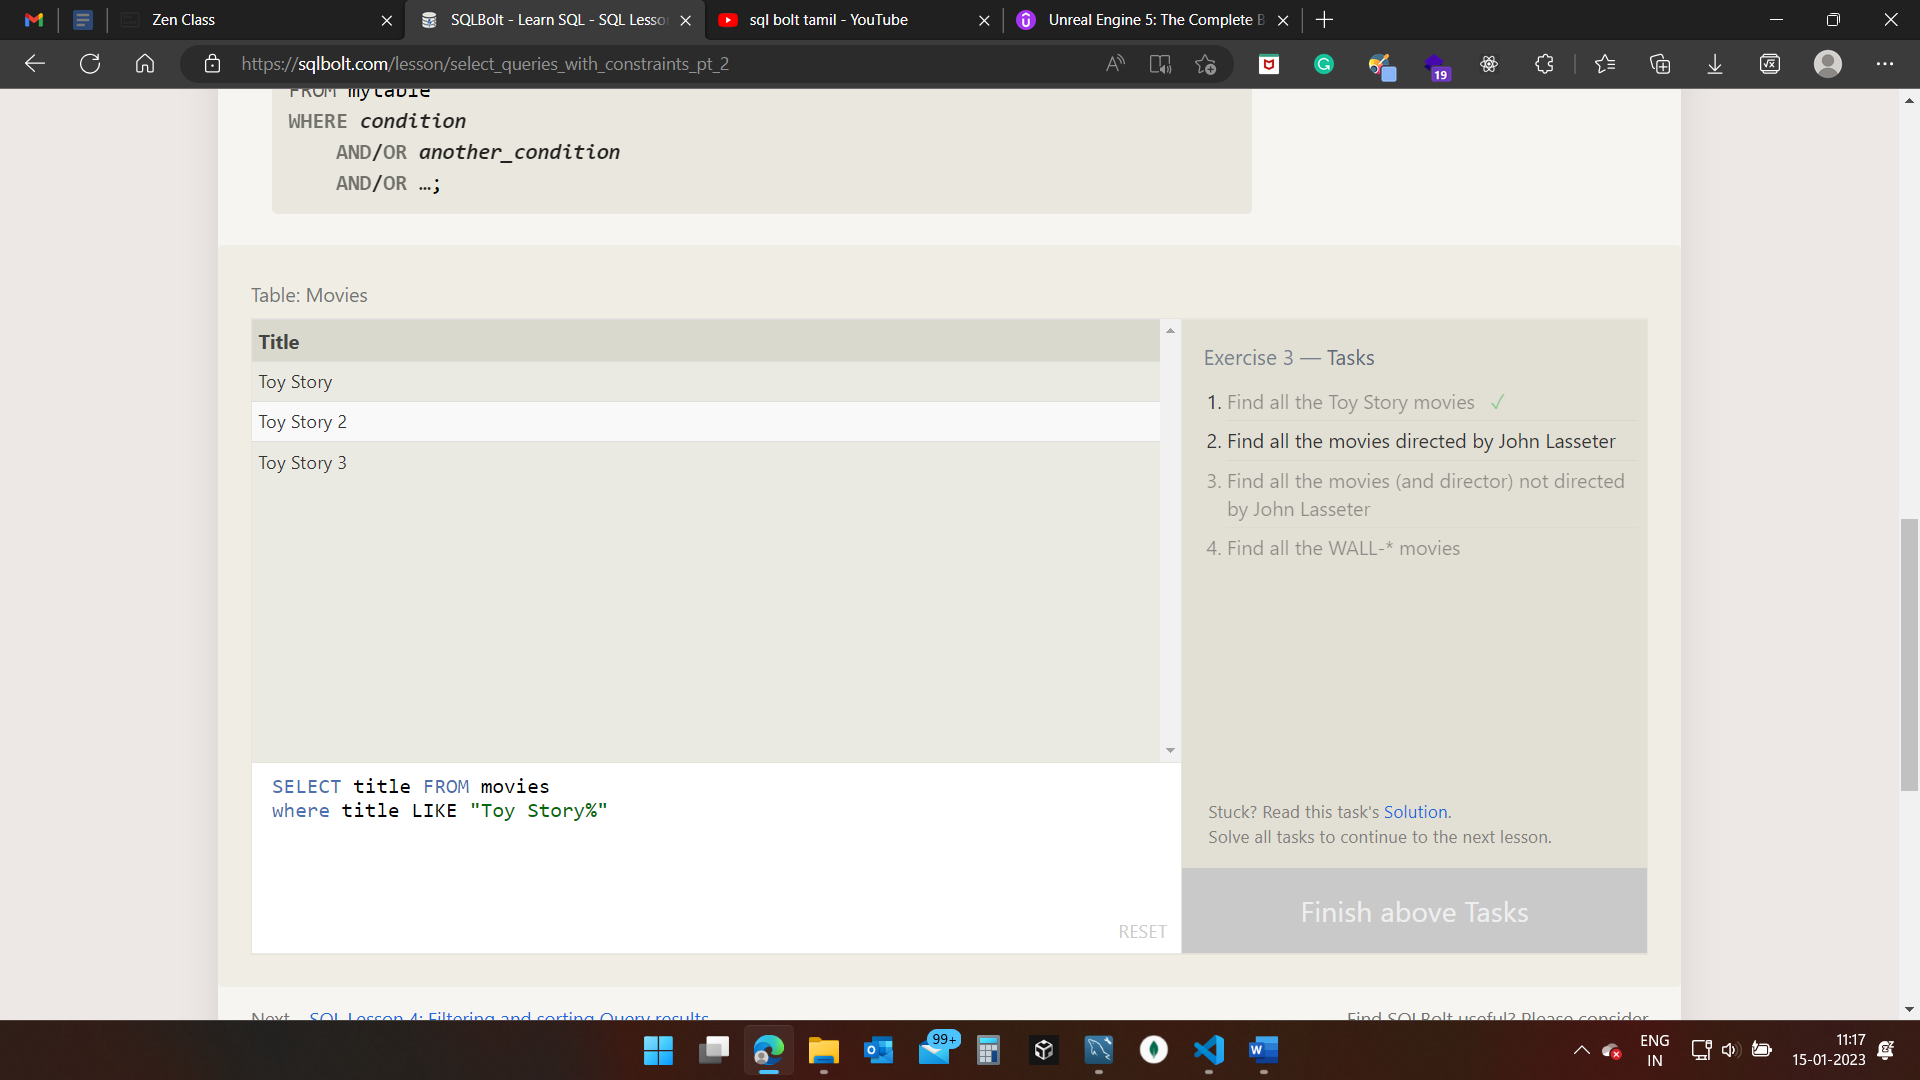 Zen Class
SQLBolt - Learn SQL - SQL Lesso
sql bolt tamil - YouTube
Unreal Engine 5: The Complete B
https://sqlbolt.com/lesson/select_queries_with_constraints_pt_2
19
FROM mytable
WHERE condition
AND/OR another_condition
AND/OR …;
Table: Movies
Title
Toy Story
Toy Story 2
Toy Story 3
Exercise 3 — Tasks
1. Find all the Toy Story movies ✓
2. Find all the movies directed by John Lasseter
3. Find all the movies (and director) not directed
by John Lasseter
4. Find all the WALL-* movies
SELECT title FROM movies
where title LIKE "Toy Story%"
RESET
Stuck? Read this task's Solution.
Solve all tasks to continue to the next lesson.
Finish above Tasks
Next – SQL Lesson 4: Filtering and sorting Query results
Find SQLBolt useful? Please consider
99+
ENG
IN
11:17
15-01-2023